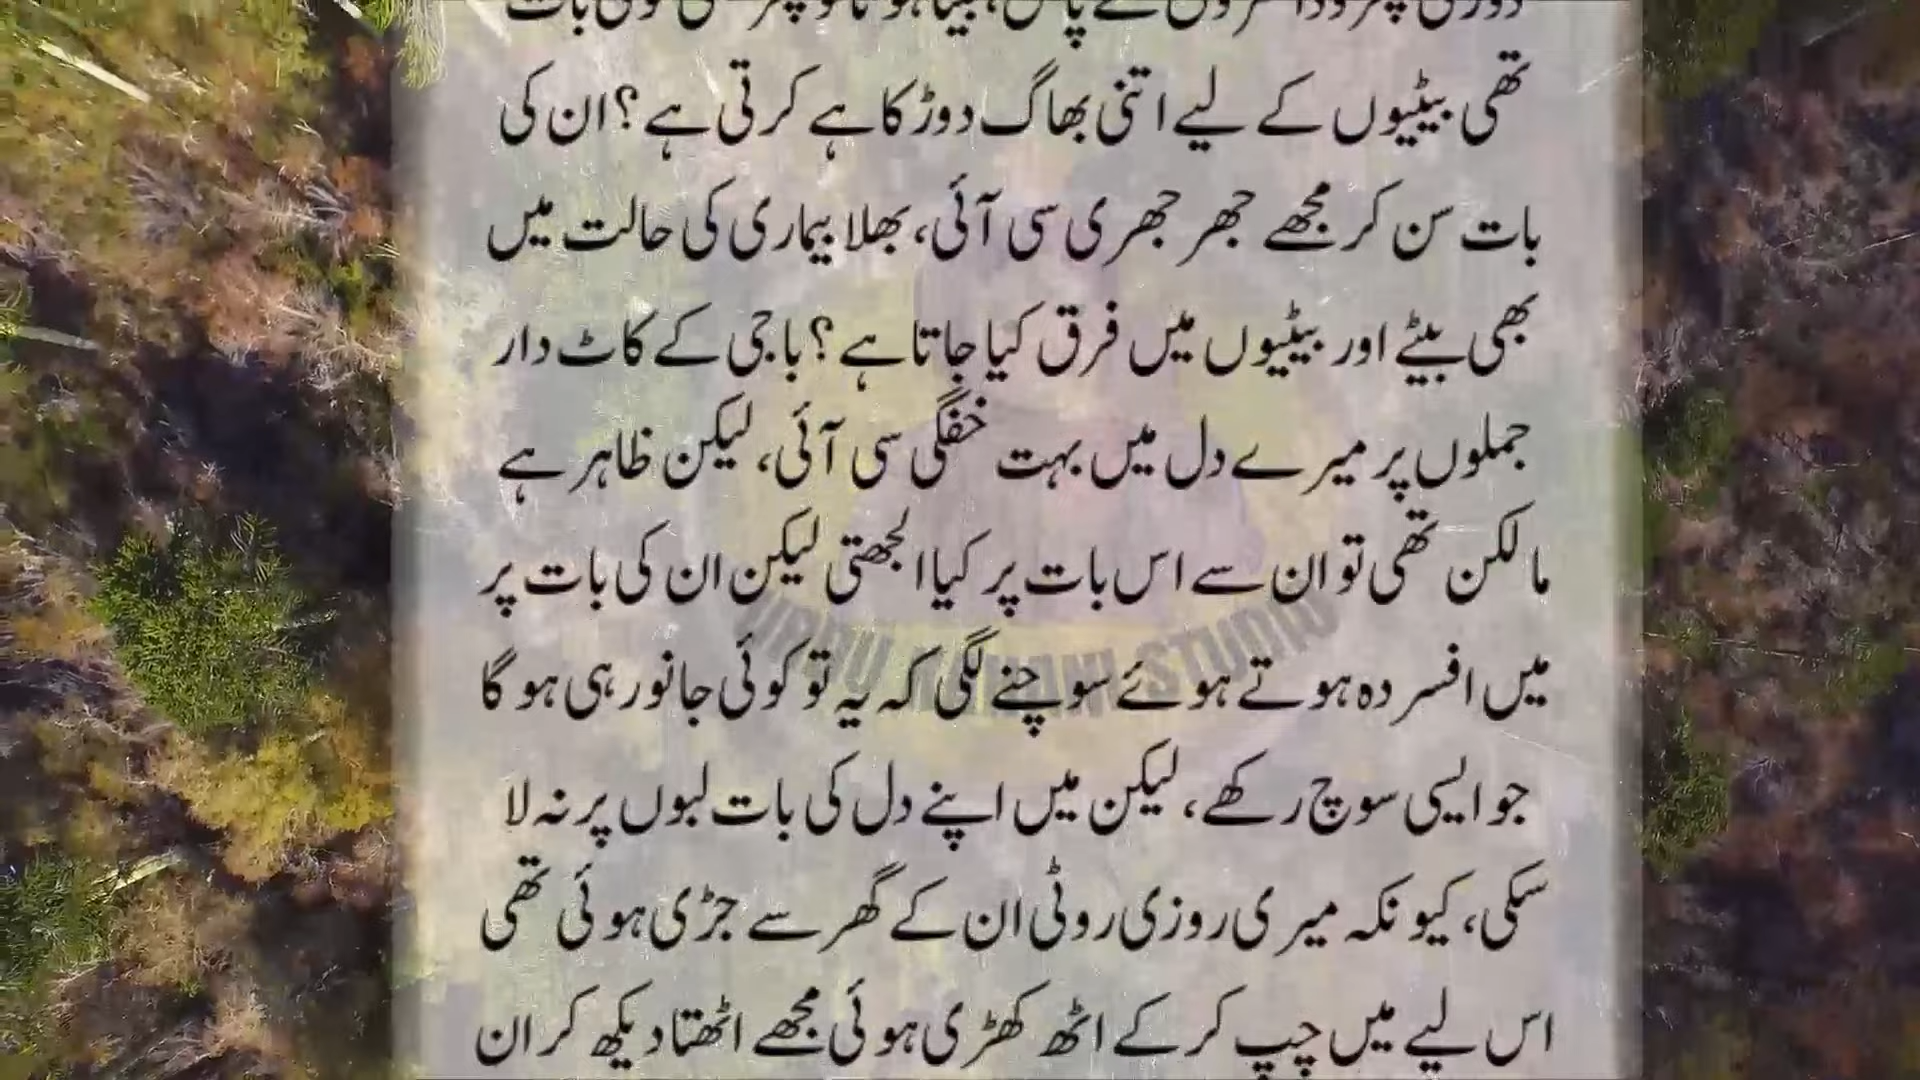 تھی بیٹیوں کے لیے اتنی بھاگ دوڑ کاہے کرتی ہے؟ ان کی
بات سن کر مجھے جھر جھری سی آئی، بھلا بیماری کی حالت میں
بھی بیٹے اور بیٹیوں میں فرق کیا جاتا ہے؟ باجی کے کاٹ دار
جملوں پر میرے دل میں بہت خفگی سی آئی، لیکن ظاہر ہے
مالکن تھی تو ان سے اس بات پر کیا الجھتی لیکن ان کی بات پر
میں افسردہ ہوتے ہوئے سوچنے لگی کہ یہ تو کوئی جانور ہی ہو گا
جو ایسی سوچ رکھے، لیکن میں اپنے دل کی بات لبوں پر نہ لا
سکی، کیونکہ میری روزی روٹی ان کے گھر سے جڑی ہوئی تھی
اس لیے میں چپ کر کے اٹھ کھڑی ہوئی مجھے اٹھتا دیکھ کر ان
URDU KAHANI STUDIO